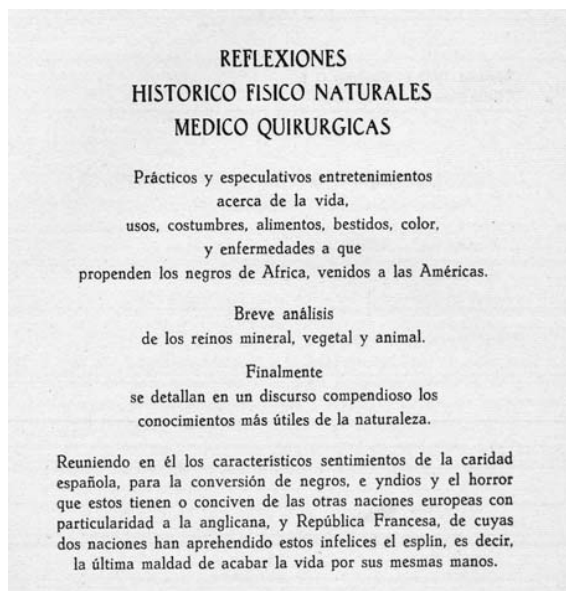 REFLEXIONES
HISTORICO FISICO NATURALES
MEDICO QUIRURGICAS
Prácticos y especulativos entretenimientos
acerca de la vida,
usos, costumbres, alimentos, bestidos, color,
y enfermedades a que
propenden los negros de Africa, venidos a las Américas.
Breve análisis
de los reinos mineral, vegetal y animal.
Finalmente
se detallan en un discurso compendioso los
conocimientos más útiles de la naturaleza.
Reuniendo en él los característicos sentimientos de la caridad
española, para la conversión de negros, e yndios y el horror
que estos tienen o conciven de las otras naciones europeas con
particularidad a la anglicana, y República Francesa, de cuyas
dos naciones han aprehendido estos infelices el esplín, es decir,
la última maldad de acabar la vida por sus mesmas manos.